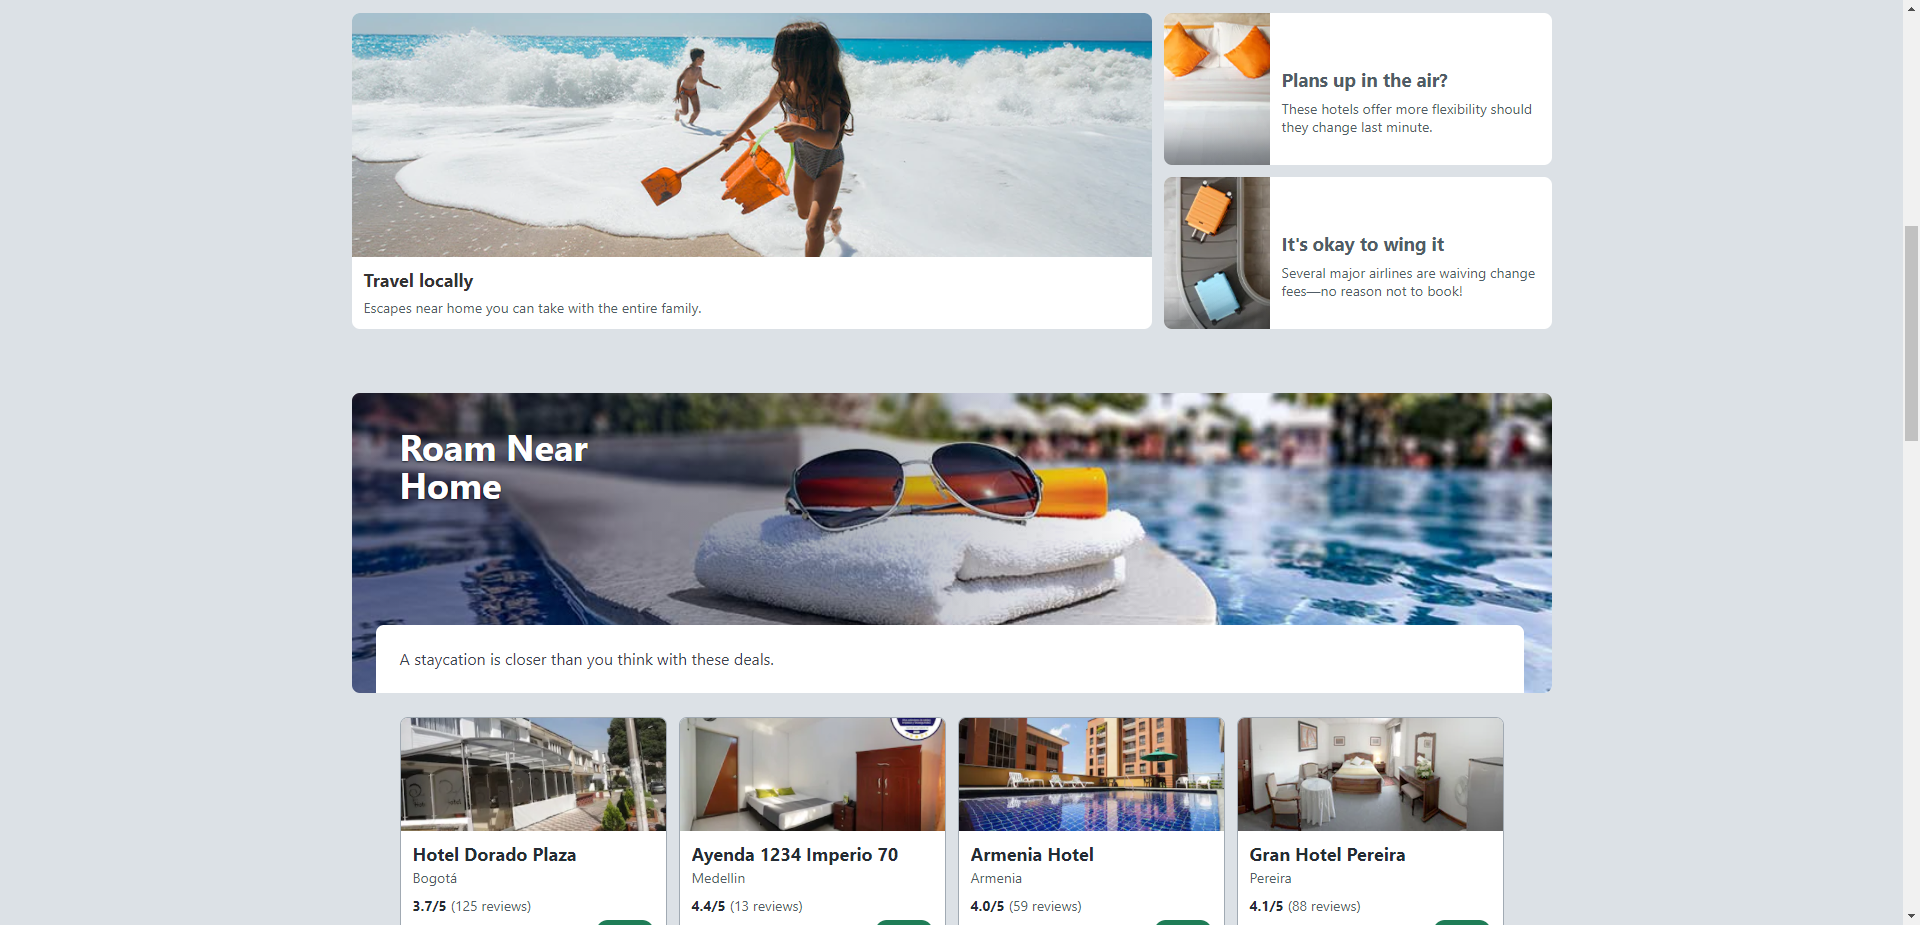 Travel locally
Escapes near home you can take with the entire family.
Plans up in the air?
These hotels offer more flexibility should
they change last minute.
It's okay to wing it
Several major airlines are waiving change
fees—no reason not to book!
Roam Near
Home
A staycation is closer than you think with these deals.
Hotel Dorado Plaza
Bogotá
3.7/5 (125 reviews)
Ayenda 1234 Imperio 70
Medellin
4.4/5 (13 reviews)
Armenia Hotel
Armenia
4.0/5 (59 reviews)
Gran Hotel Pereira
Pereira
4.1/5 (88 reviews)